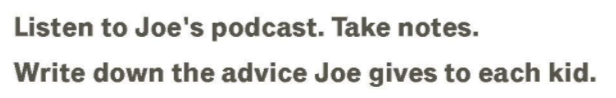 Listen to Joe's podcast. Take notes.
Write down the advice Joe gives to each kid.